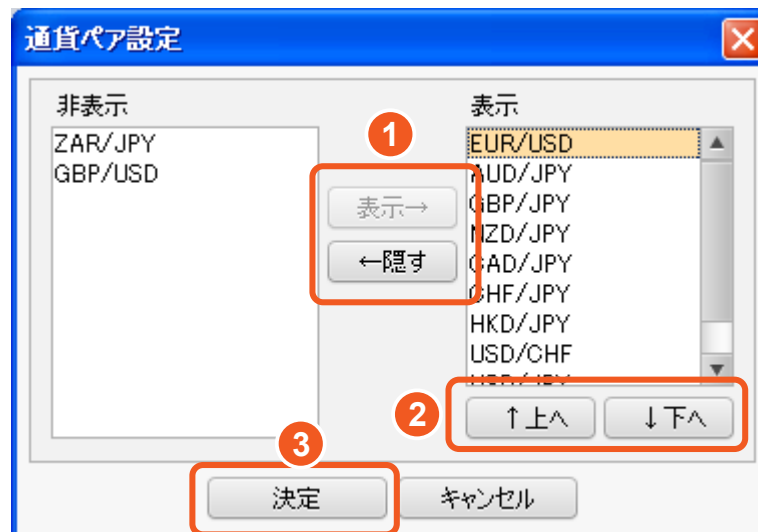 通貨ペア設定
非表示
表示
ZAR/JPY
GBP/USD
1
表示→
←隠す
EUR/USD
AUD/JPY
GBP/JPY
NZD/JPY
CAD/JPY
CHF/JPY
HKD/JPY
USD/CHF
USD/JPY
2
↑上へ
↓下へ
3
決定
キャンセル